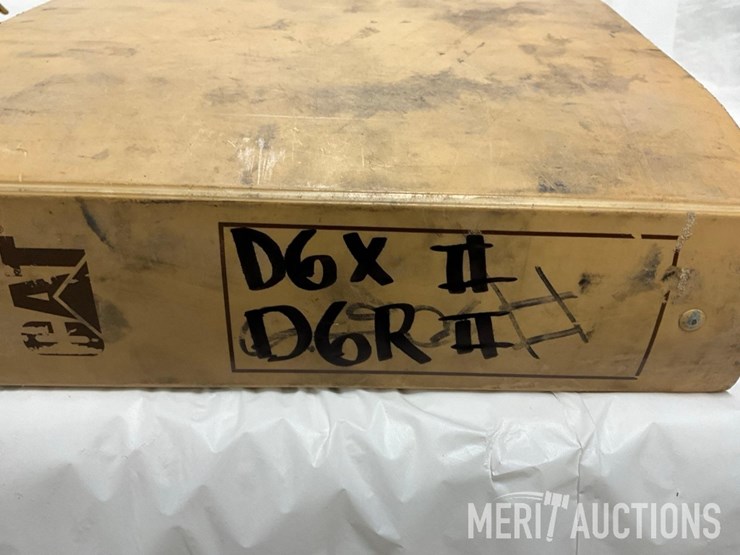 CAT
D6X II
D6R II
MERIT AUCTIONS